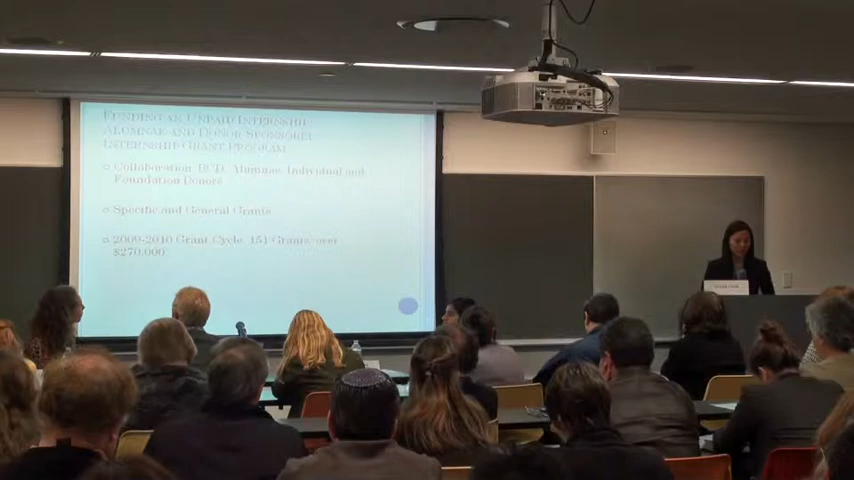 Funding an Unpaid Internship
Alumnae and Donor Sponsored
Internship Grant Program
Collaboration: Alumnae, Individual and
Foundation Donors
Specific and General Grants
2009-2010 Grant Cycle, 151 Grants, over
$270,000